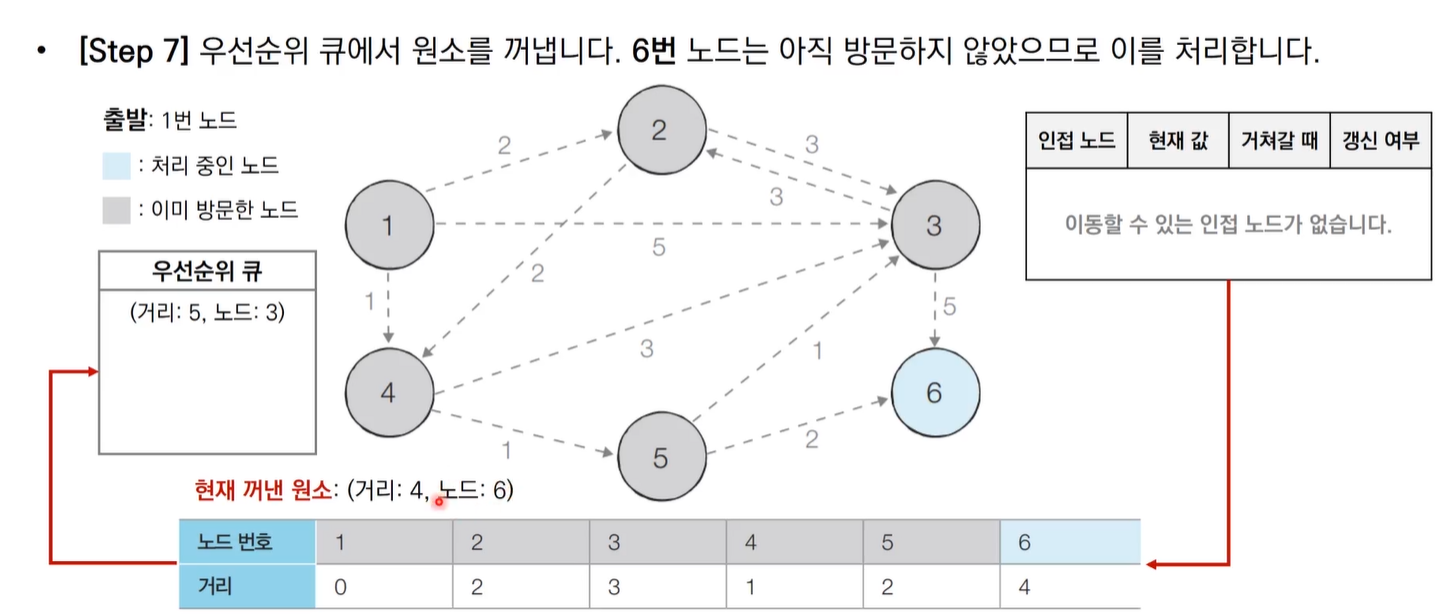 • [Step 7] 우선순위 큐에서 원소를 꺼냅니다. 6번 노드는 아직 방문하지 않았으므로 이를 처리합니다.
출발: 1번 노드
: 처리 중인 노드
: 이미 방문한 노드
우선순위 큐
(거리: 5, 노드: 3)
1
2
3
4
5
6
2
3
3
5
1
2
5
3
1
1
2
인접 노드 현재 값 거쳐갈 때 갱신 여부
이동할 수 있는 인접 노드가 없습니다.
현재 꺼낸 원소: (거리: 4, 노드: 6)
노드 번호 1 2 3 4 5 6
거리 0 2 3 1 2 4